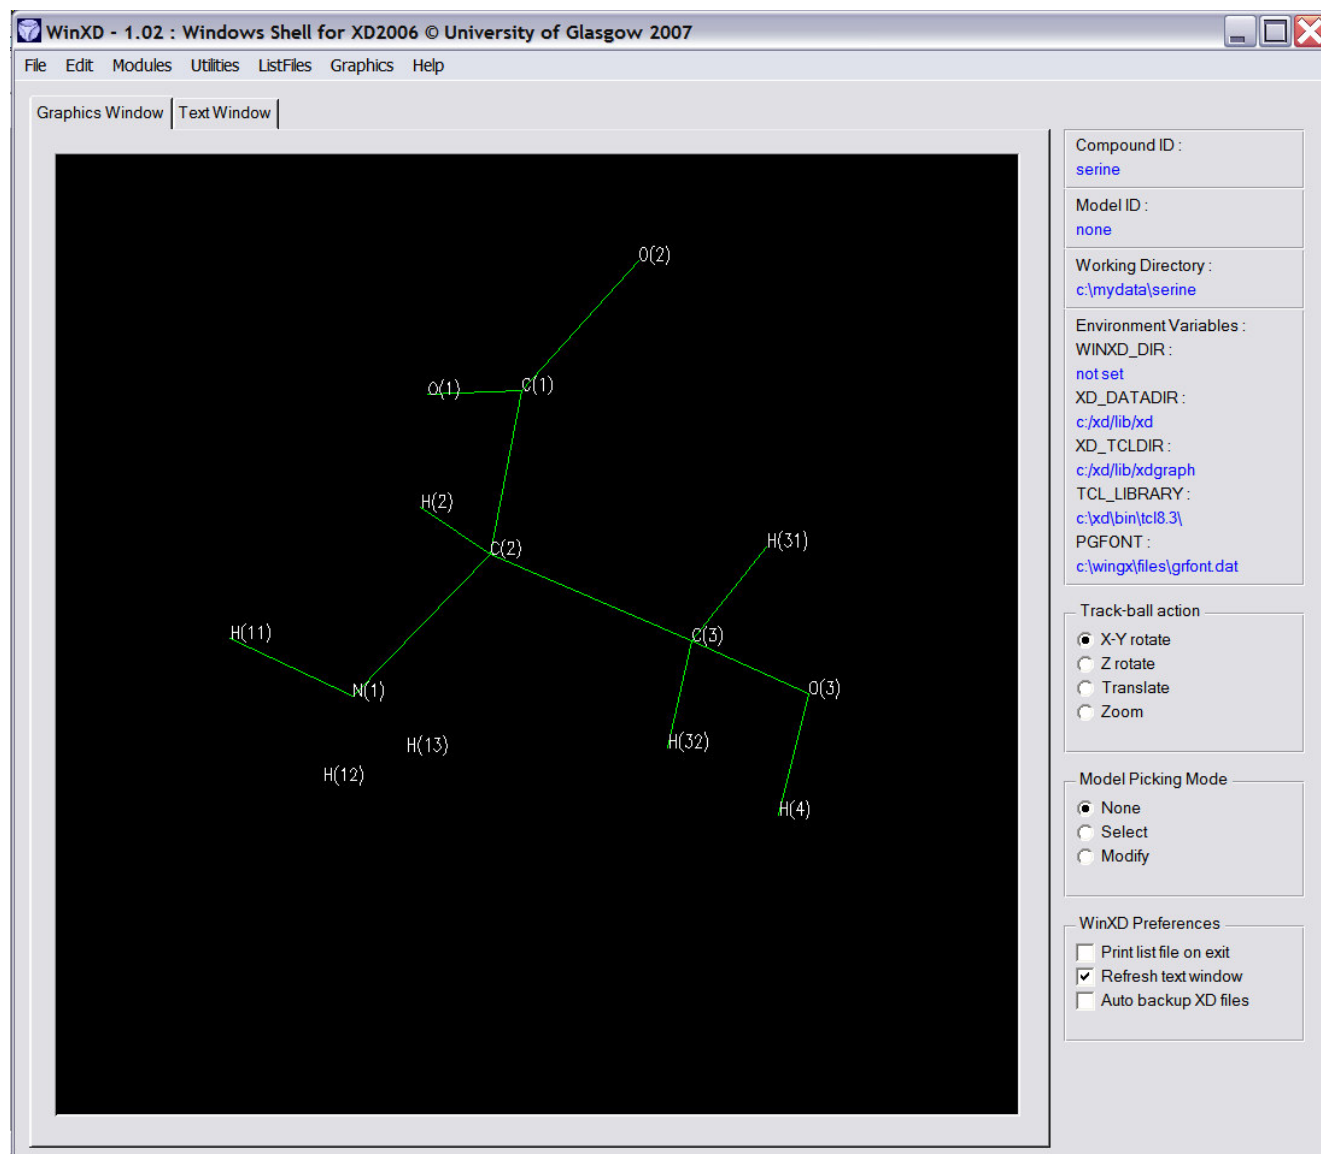 WinXD - 1.02 : Windows Shell for XD2006 © University of Glasgow 2007
File Edit Modules Utilities ListFiles Graphics Help
Graphics Window Text Window
O(2)
O(1) C(1)
H(2)
C(2)
H(31)
H(11)
C(3)
N(1)
O(3)
H(13)
H(32)
H(12)
H(4)
Compound ID :
serine
Model ID :
none
Working Directory :
c:\mydata\serine
Environment Variables :
WINXD_DIR :
not set
XD_DATADIR :
c:/xd/lib/xd
XD_TCLDIR :
c:/xd/lib/xdgraph
TCL_LIBRARY :
c:\xd\bin\tcl8.3\
PGFONT :
c:\wingx\files\grfont.dat
Track-ball action
X-Y rotate
Z rotate
Translate
Zoom
Model Picking Mode
None
Select
Modify
WinXD Preferences
Print list file on exit
Refresh text window
Auto backup XD files